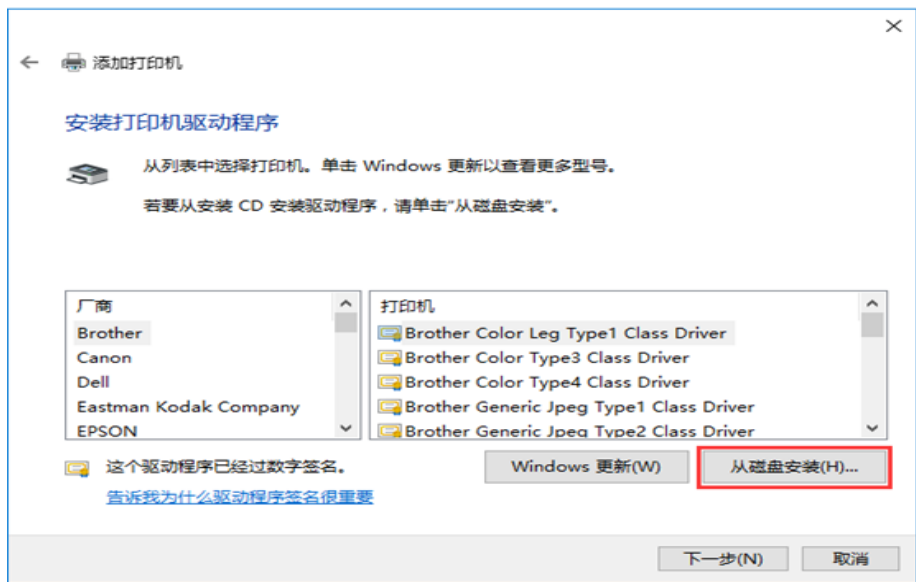 添加打印机
安装打印机驱动程序
从列表中选择打印机。单击 Windows 更新以查看更多型号。
若要从安装 CD 安装驱动程序，请单击"从磁盘安装"。
厂商
Brother
Canon
Dell
Eastman Kodak Company
EPSON
打印机
Brother Color Leg Type1 Class Driver
Brother Color Type3 Class Driver
Brother Color Type4 Class Driver
Brother Generic Jpeg Type1 Class Driver
Brother Generic Jpeg Type2 Class Driver
这个驱动程序已经过数字签名。
告诉我为什么驱动程序签名很重要
Windows 更新(W)
从磁盘安装(H)...
下一步(N)
取消